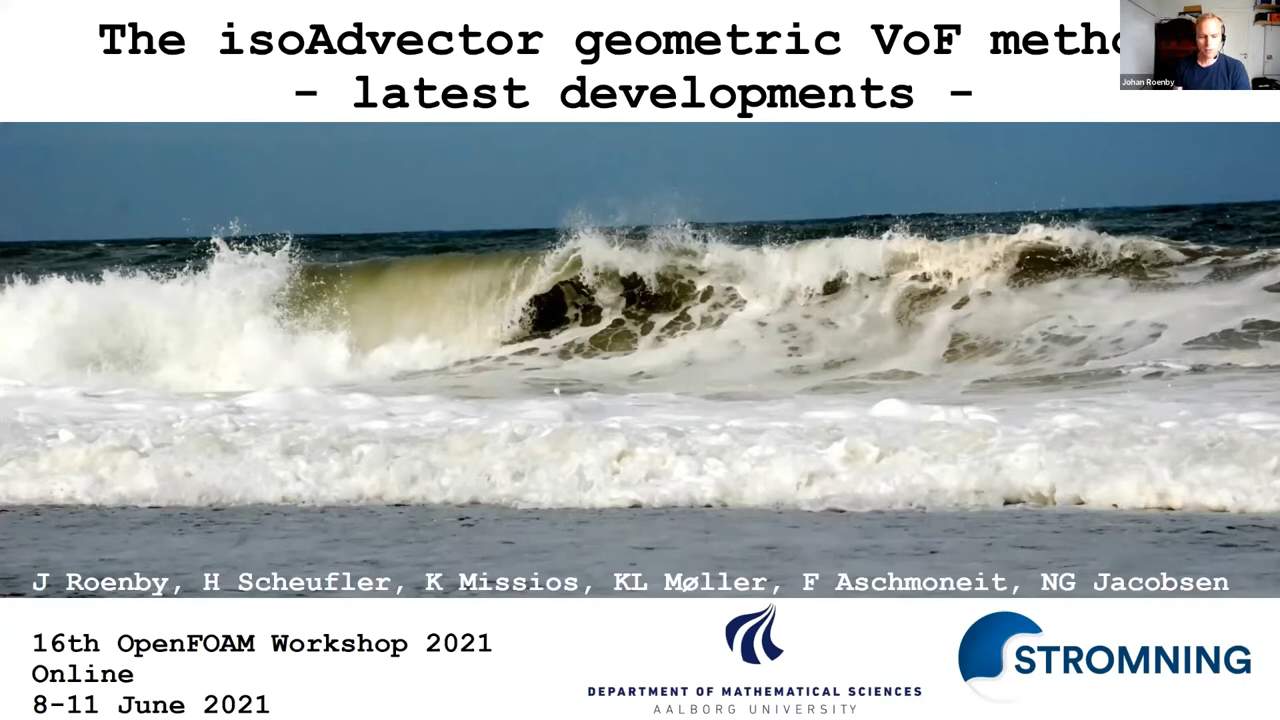 The isoAdvector geometric VoF metho
- latest developments -
Johan Roenby
J Roenby, H Scheufler, K Missios, KL Møller, F Aschmoneit, NG Jacobsen
16th OpenFOAM Workshop 2021
Online
8-11 June 2021
DEPARTMENT OF MATHEMATICAL SCIENCES
AALBORG UNIVERSITY
STROMNING